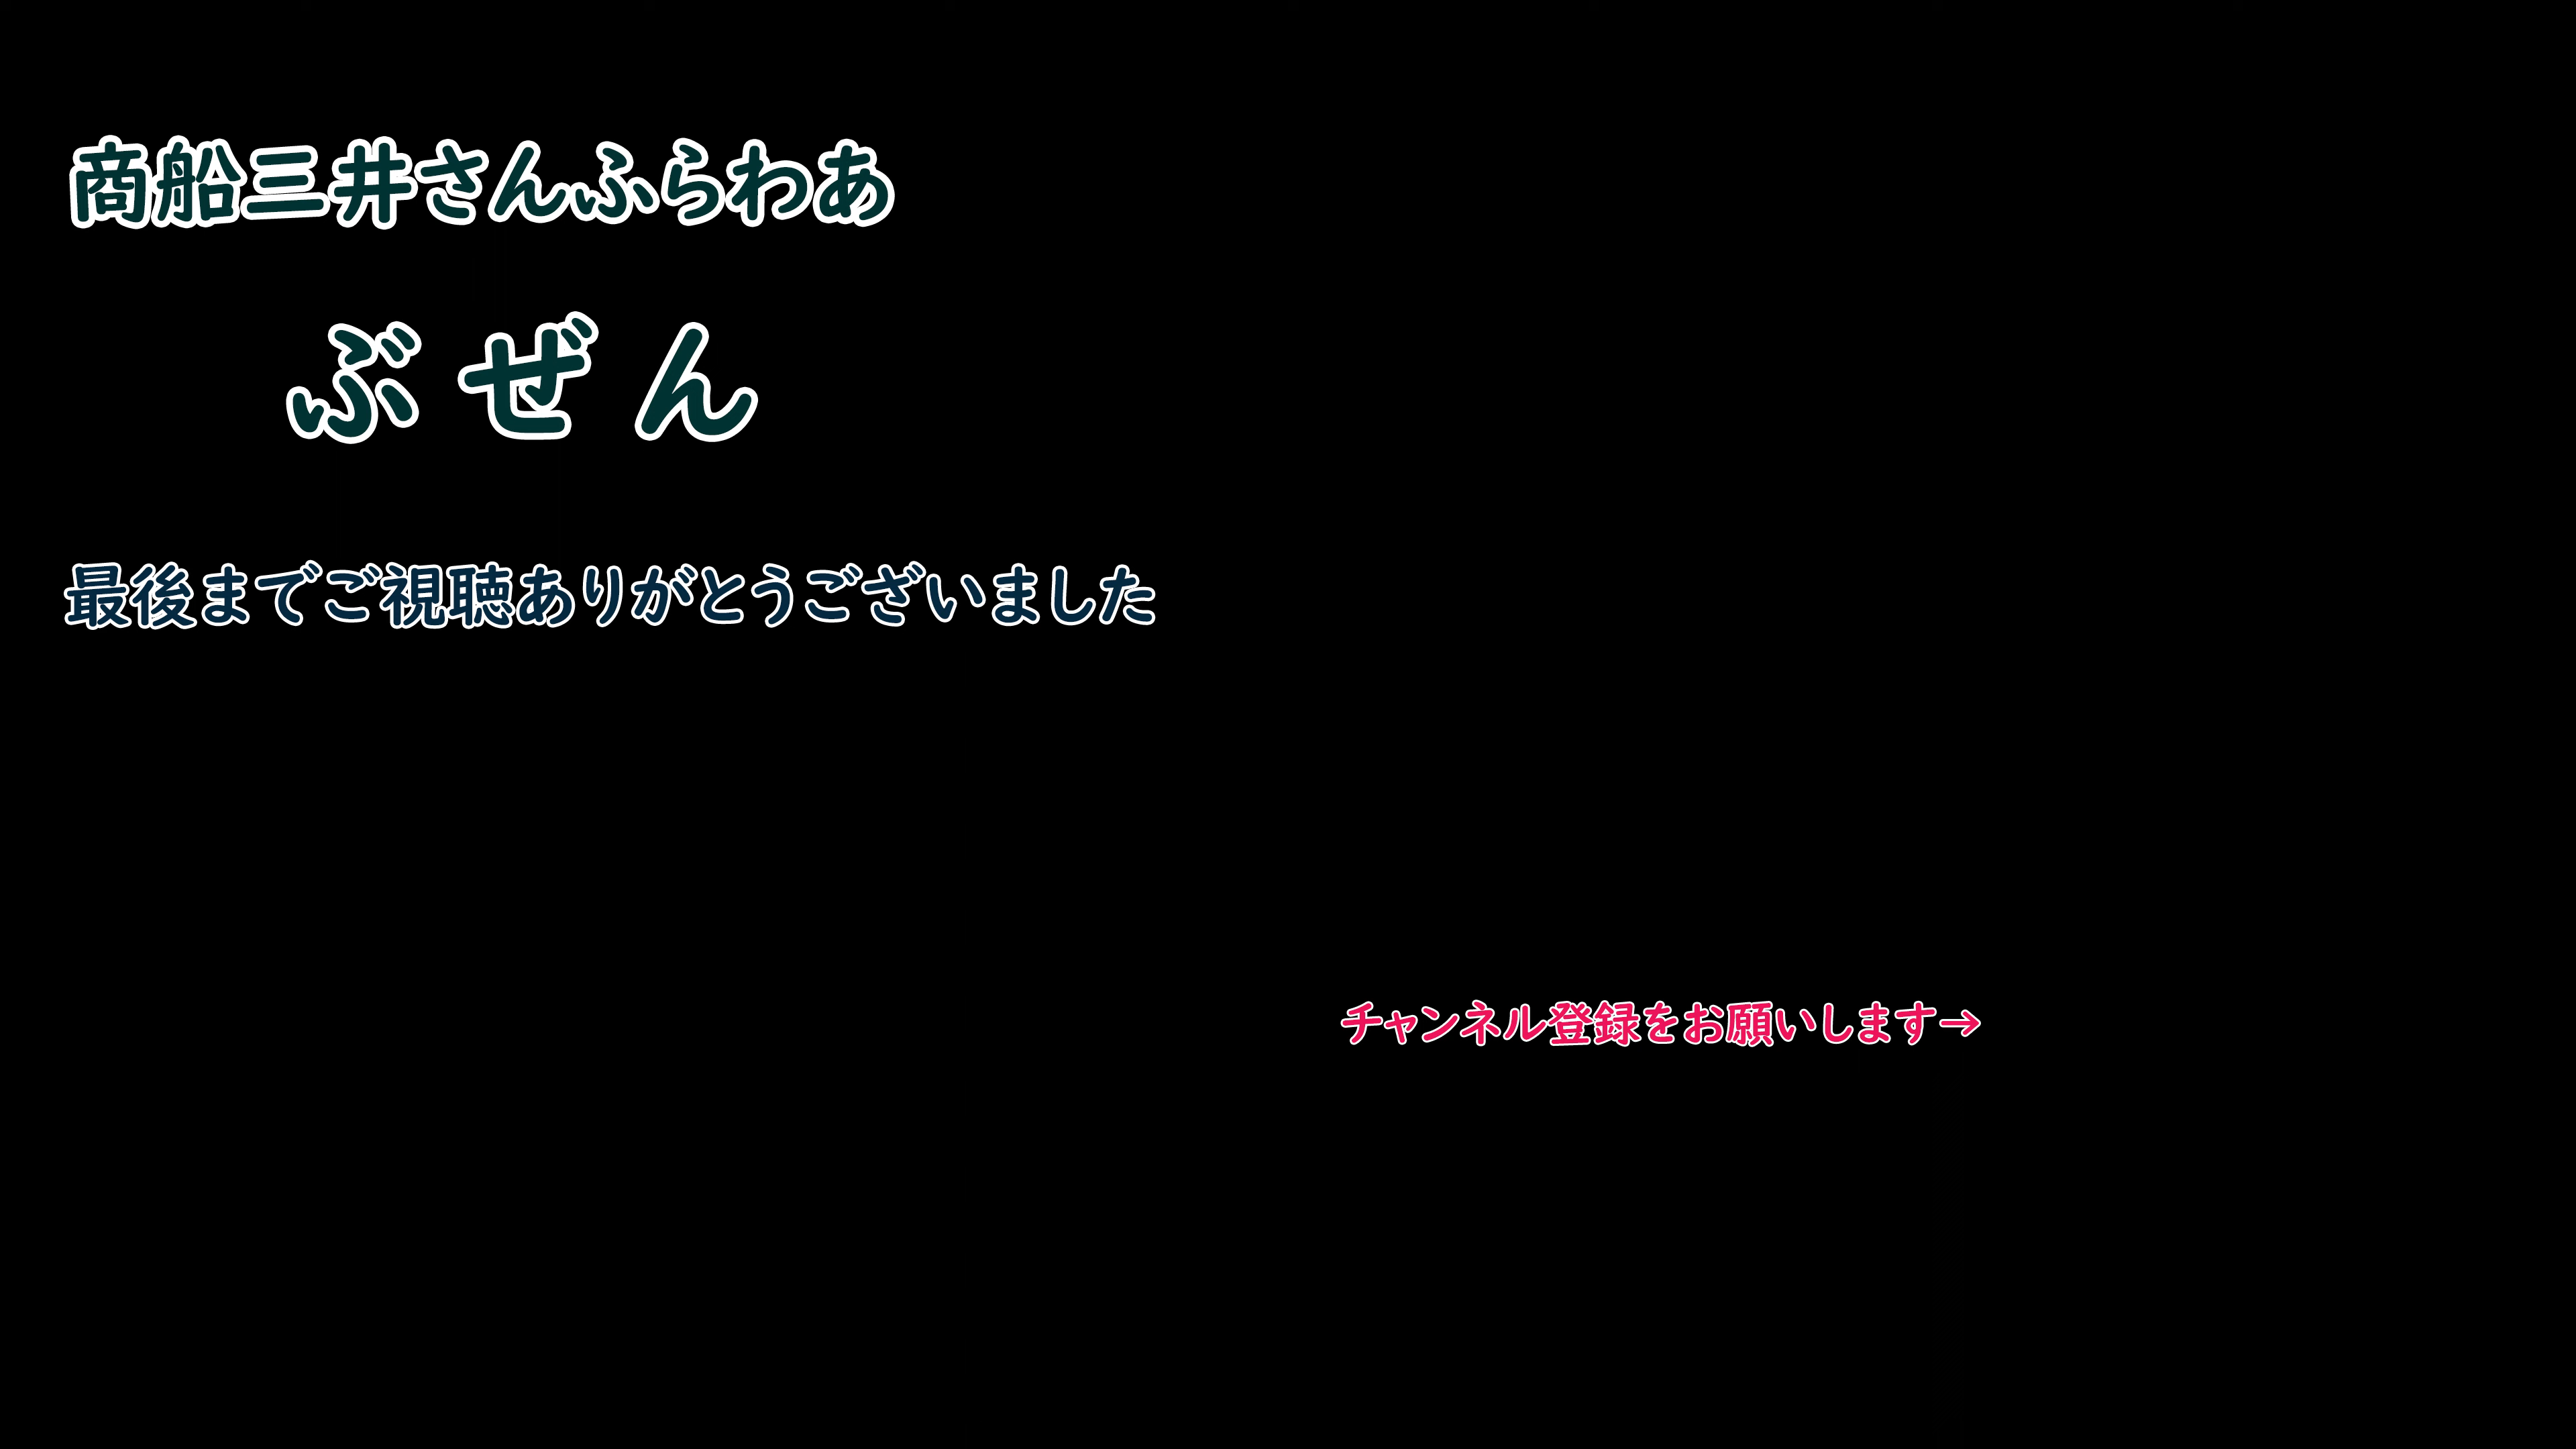 商船三井さんふらわあ
ぶぜん
最後までご視聴ありがとうございました
チャンネル登録をお願いします→